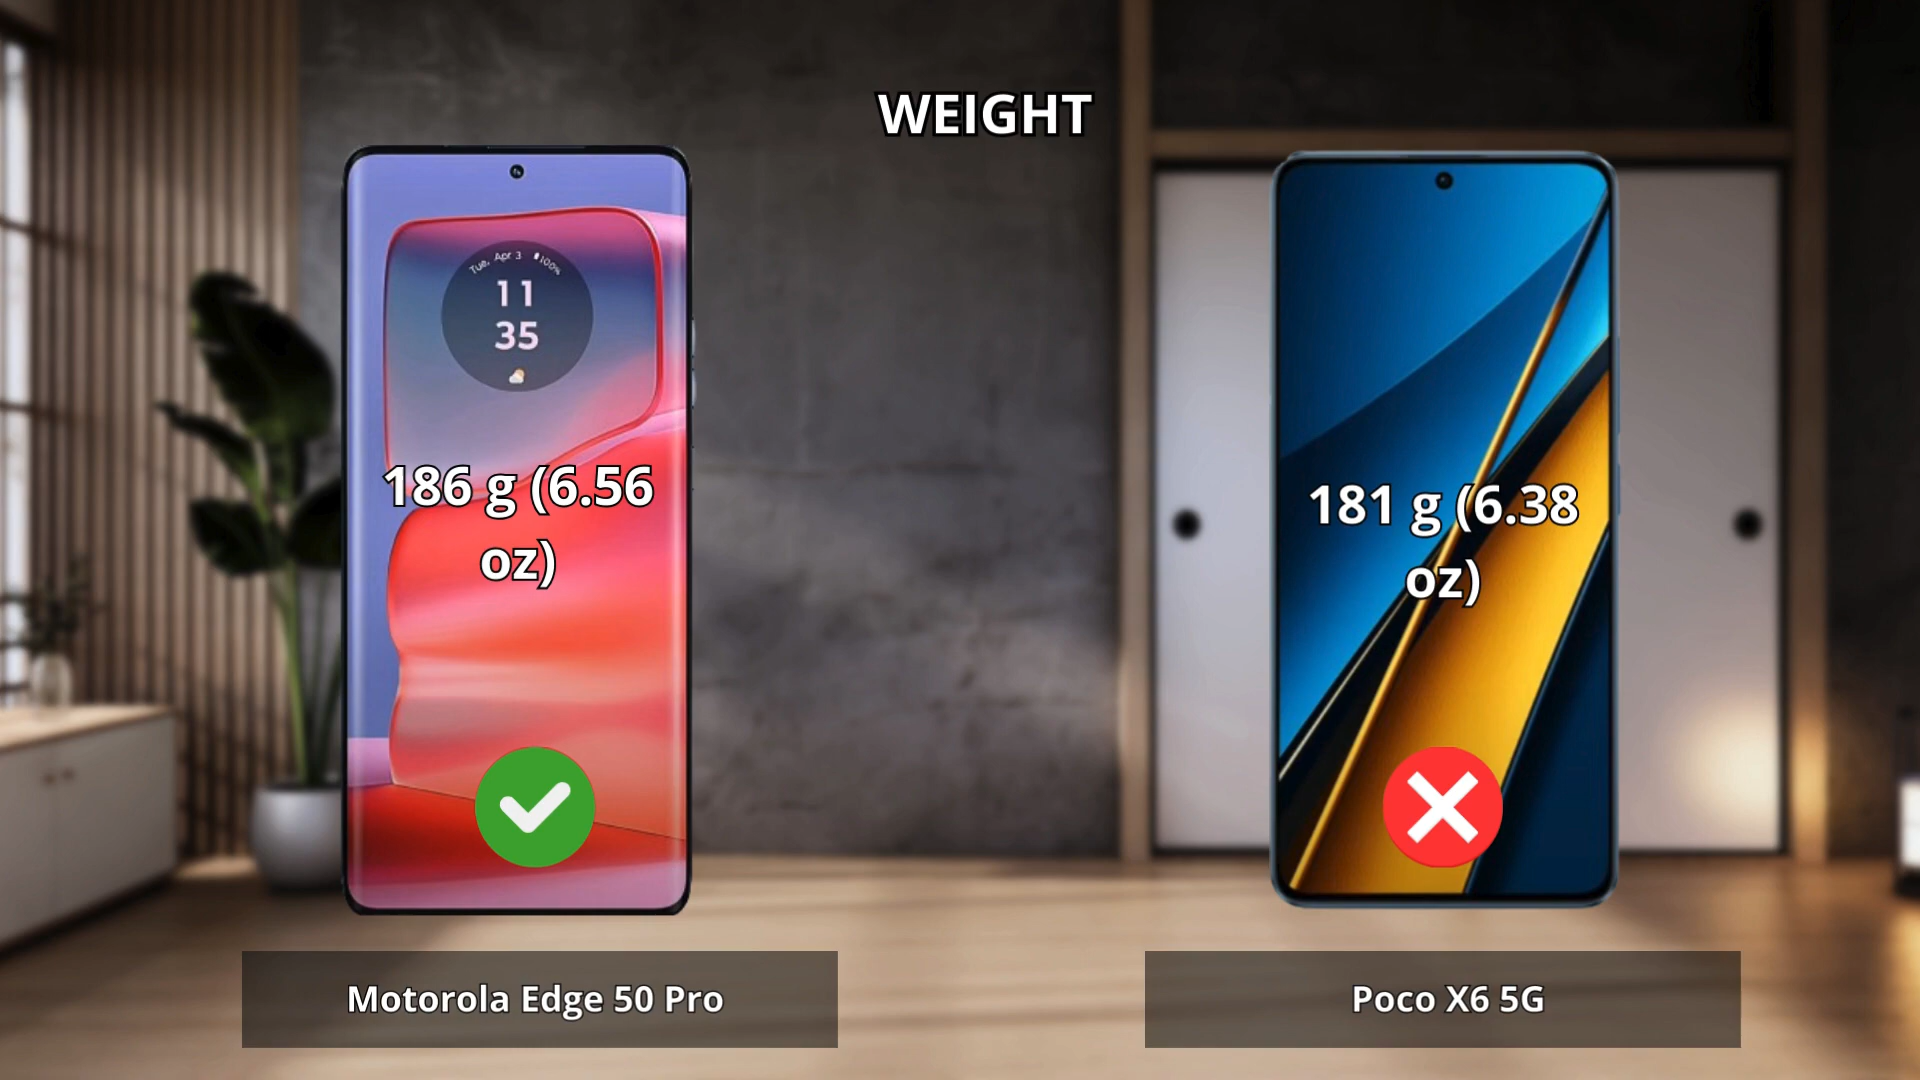 WEIGHT
Tue, Apr 3 100%
11
35
186 g (6.56
oz)
181 g (6.38
oz)
Motorola Edge 50 Pro
Poco X6 5G